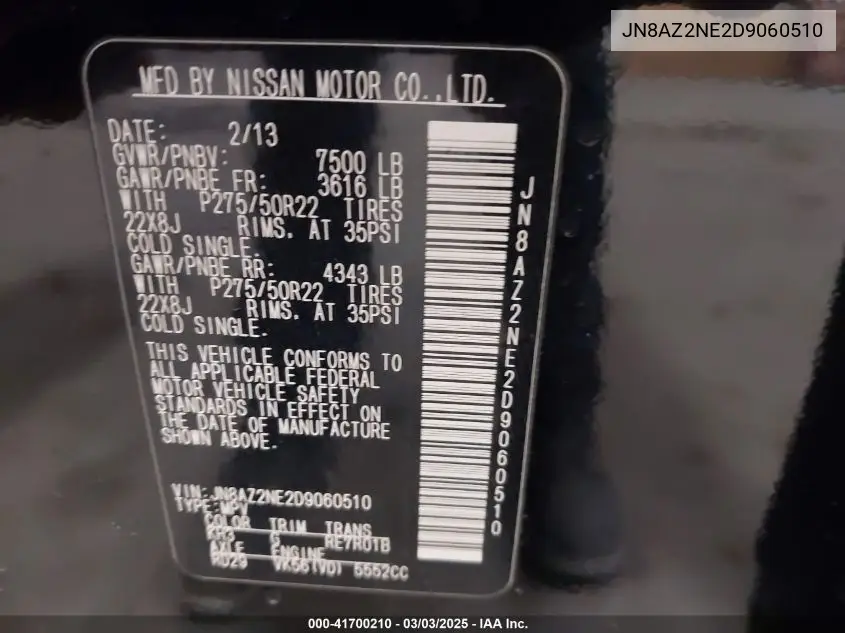 JN8AZ2NE2D9060510
MFD BY NISSAN MOTOR CO.,LTD.
DATE: 2/13
GVWR/PNBV: 7500 LB
GAWR/PNBE FR: 3616 LB
WITH P275/50R22 TIRES
22X8J RIMS. AT 35PSI
COLD SINGLE.
GAWR/PNBE RR: 4343 LB
WITH P275/50R22 TIRES
22X8J RIMS. AT 35PSI
COLD SINGLE.
THIS VEHICLE CONFORMS TO
ALL APPLICABLE FEDERAL
MOTOR VEHICLE SAFETY
STANDARDS IN EFFECT ON
THE DATE OF MANUFACTURE
SHOWN ABOVE.
VIN:JN8AZ2NE2D9060510
TYPE:MPV
COLOR TRIM TRANS
KH3 G RE7R01B
AXLE ENGINE
RD29 VK56(VD) 5552CC
JN8AZ2NE2D9060510
000-41700210 - 03/03/2025 - IAA Inc.